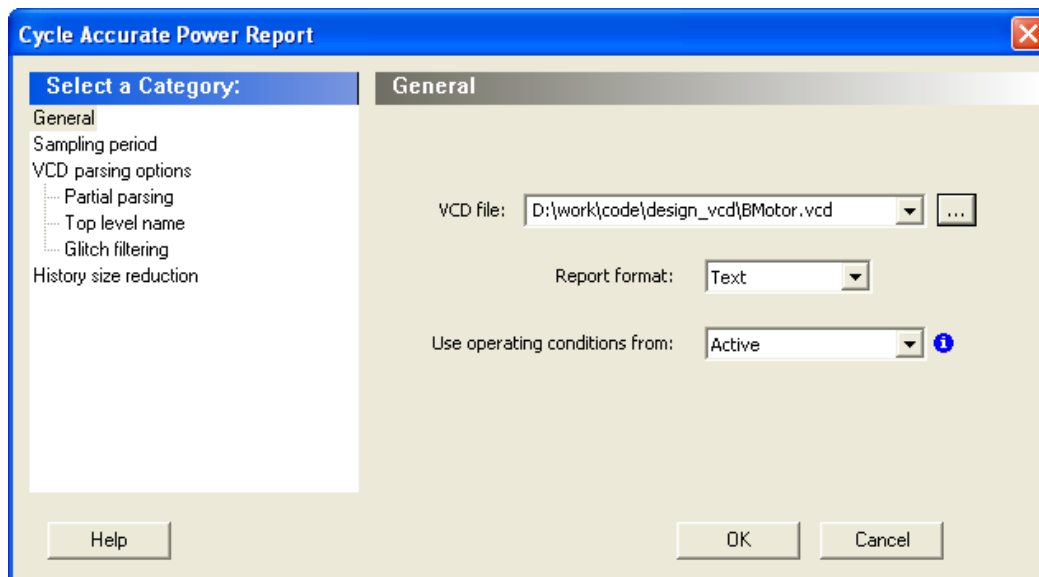 Cycle Accurate Power Report
Select a Category:
General
Sampling period
VCD parsing options
Partial parsing
Top level name
Glitch filtering
History size reduction
General
VCD file: D:\work\code\design_vcd\BMotor.vcd ...
Report format: Text
Use operating conditions from: Active
Help
OK
Cancel